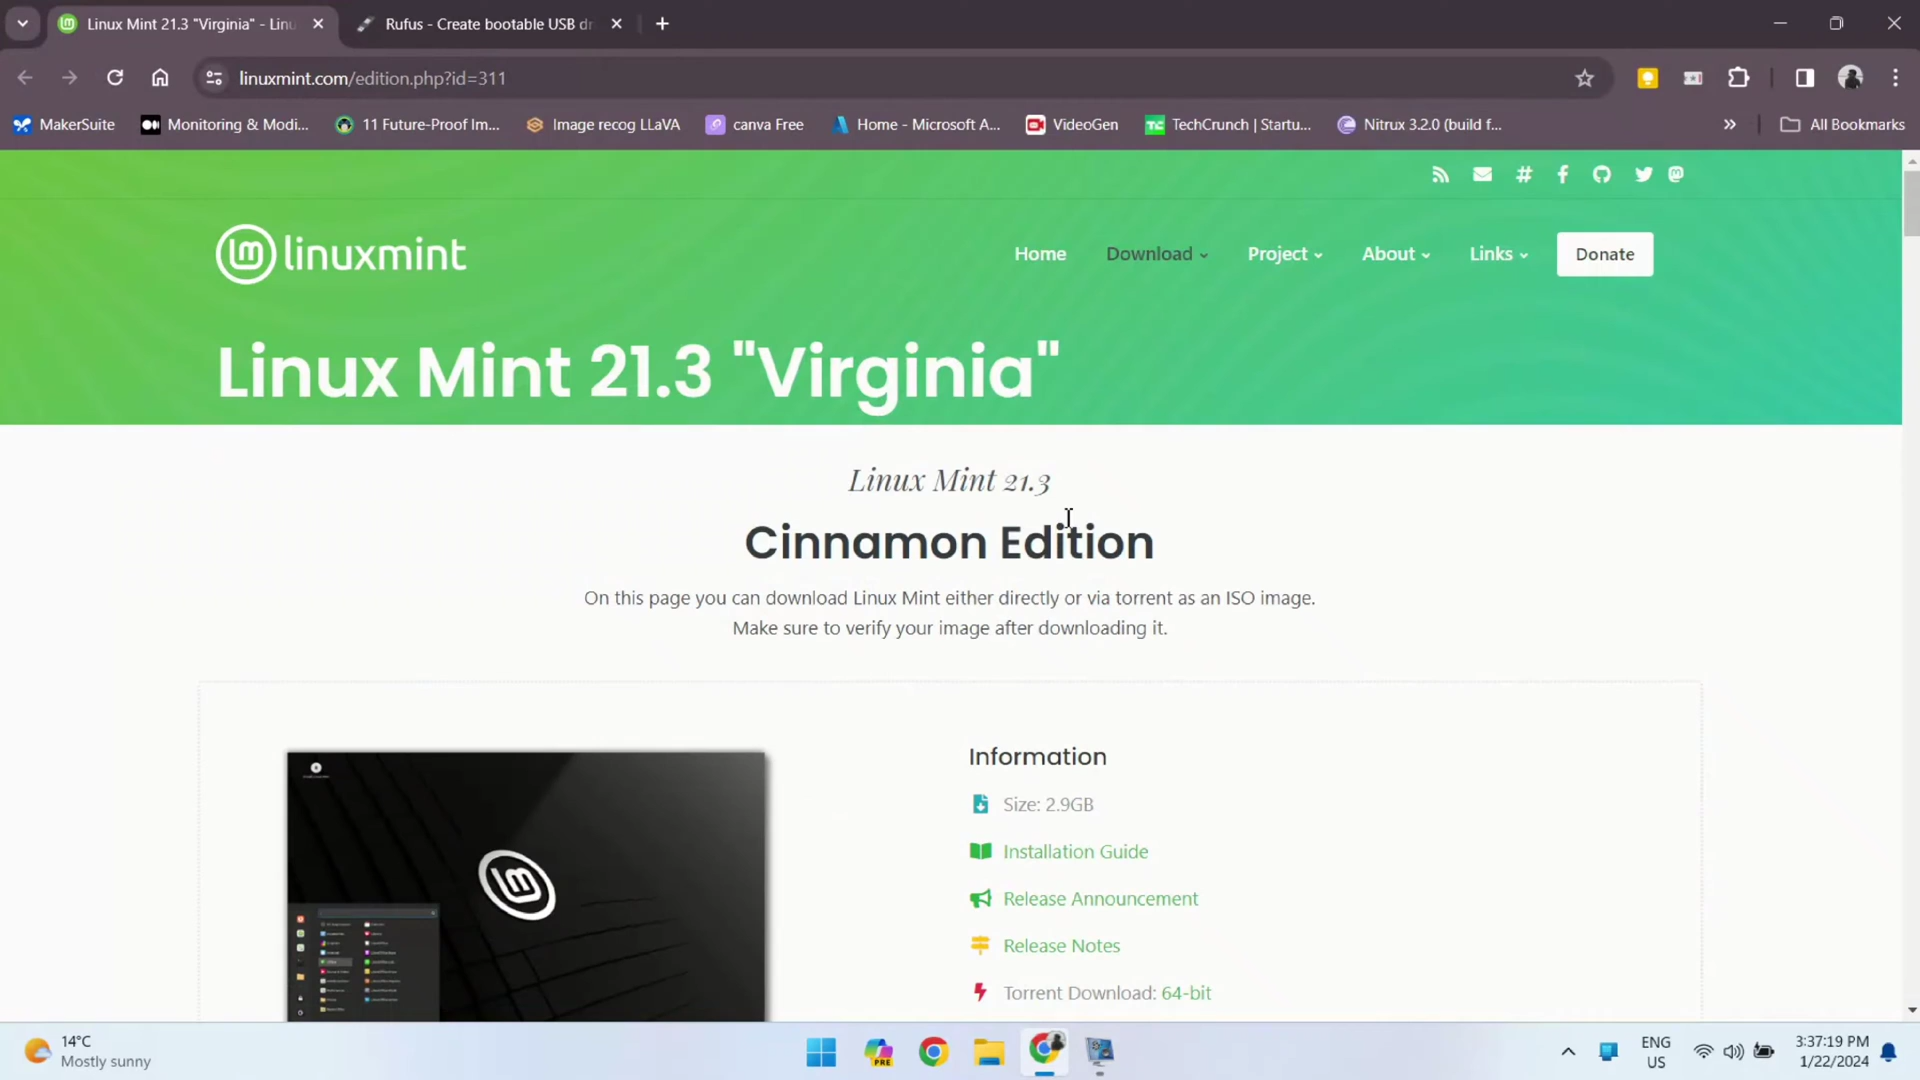 Linux Mint 21.3 "Virginia" - Linu
Rufus - Create bootable USB dr
linuxmint.com/edition.php?id=311
MakerSuite
Monitoring & Modi...
11 Future-Proof Im...
Image recog LLaVA
canva Free
Home - Microsoft A...
VideoGen
TechCrunch | Startu...
Nitrux 3.2.0 (build f...
All Bookmarks
linuxmint
Home
Download
Project
About
Links
Donate
Linux Mint 21.3 "Virginia"
Linux Mint 21.3
Cinnamon Edition
On this page you can download Linux Mint either directly or via torrent as an ISO image.
Make sure to verify your image after downloading it.
Information
Size: 2.9GB
Installation Guide
Release Announcement
Release Notes
Torrent Download: 64-bit
14°C
Mostly sunny
PRE
ENG
US
3:37:19 PM
1/22/2024